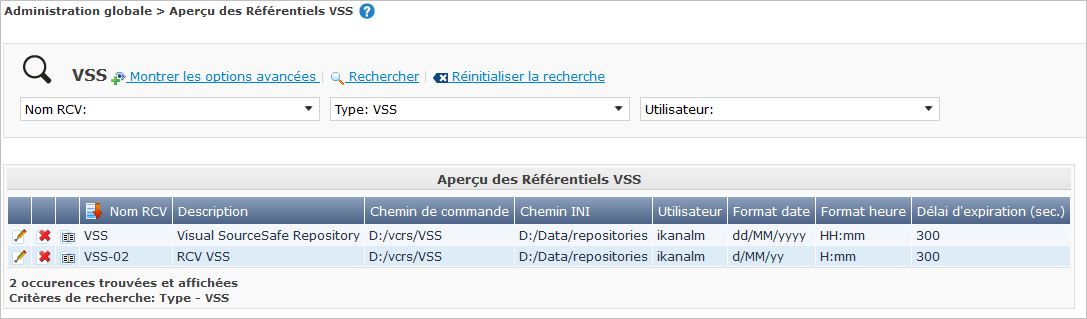 Administration globale > Aperçu des Référentiels VSS ?
VSS Montrer les options avancées | Rechercher | Réinitialiser la recherche
Nom RCV: Type: VSS Utilisateur:
Aperçu des Référentiels VSS
Nom RCV Description Chemin de commande Chemin INI Utilisateur Format date Format heure Délai d'expiration (sec.)
VSS Visual SourceSafe Repository D:/vcrs/VSS D:/Data/repositories ikanalm dd/MM/yyyy HH:mm 300
VSS-02 RCV VSS D:/vcrs/VSS D:/Data/repositories ikanalm d/MM/yy H:mm 300
2 occurences trouvées et affichées
Critères de recherche: Type - VSS